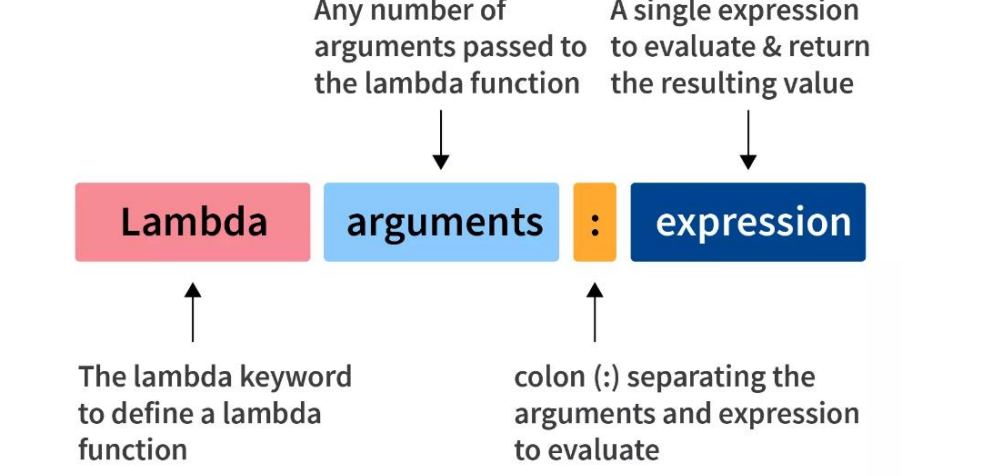 Any number of
arguments passed to
the lambda function
A single expression
to evaluate & return
the resulting value
Lambda
arguments
:
expression
The lambda keyword
to define a lambda
function
colon (:) separating the
arguments and expression
to evaluate